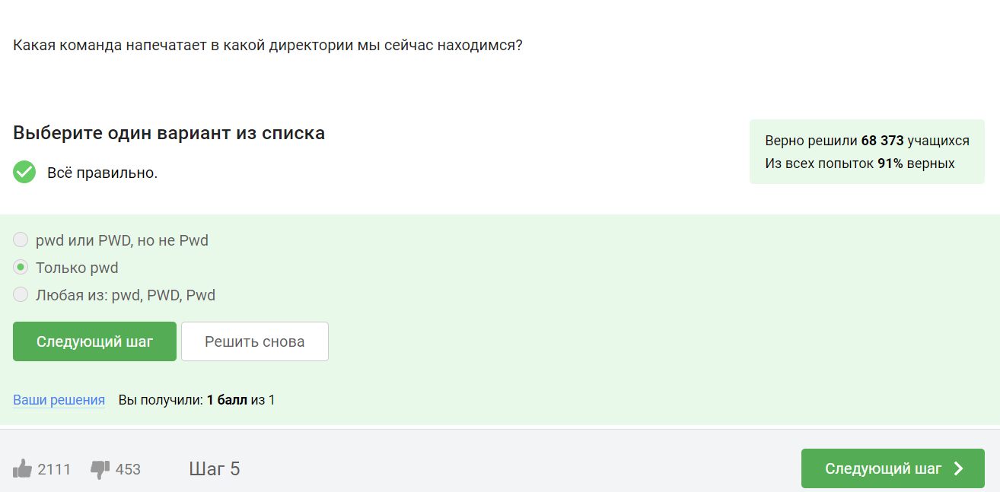 Какая команда напечатает в какой директории мы сейчас находимся?
Выберите один вариант из списка
Верно решили 68 373 учащихся
Из всех попыток 91% верных
Всё правильно.
pwd или PWD, но не Pwd
Только pwd
Любая из: pwd, PWD, Pwd
Следующий шаг
Решить снова
Ваши решения Вы получили: 1 балл из 1
2111 453 Шаг 5 Следующий шаг